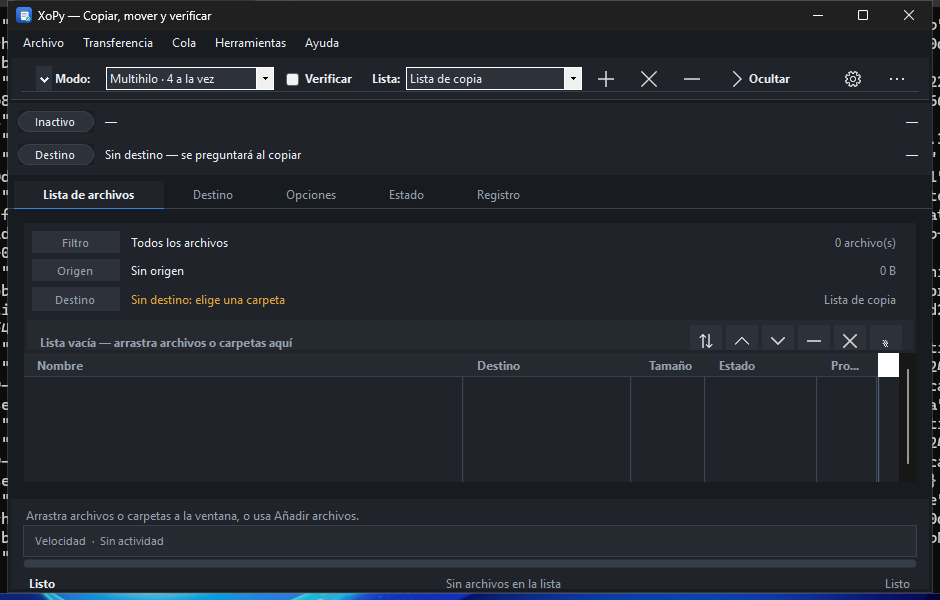 XoPy — Copiar, mover y verificar
Archivo Transferencia Cola Herramientas Ayuda
Modo: Multihilo · 4 a la vez Verificar Lista: Lista de copia Ocultar ...
Inactivo — —
Destino Sin destino — se preguntará al copiar —
Lista de archivos Destino Opciones Estado Registro
Filtro Todos los archivos 0 archivo(s)
Origen Sin origen 0 B
Destino Sin destino: elige una carpeta Lista de copia
Lista vacía — arrastra archivos o carpetas aquí
Nombre Destino Tamaño Estado Pro...
Arrastra archivos o carpetas a la ventana, o usa Añadir archivos.
Velocidad · Sin actividad
Listo Sin archivos en la lista Listo